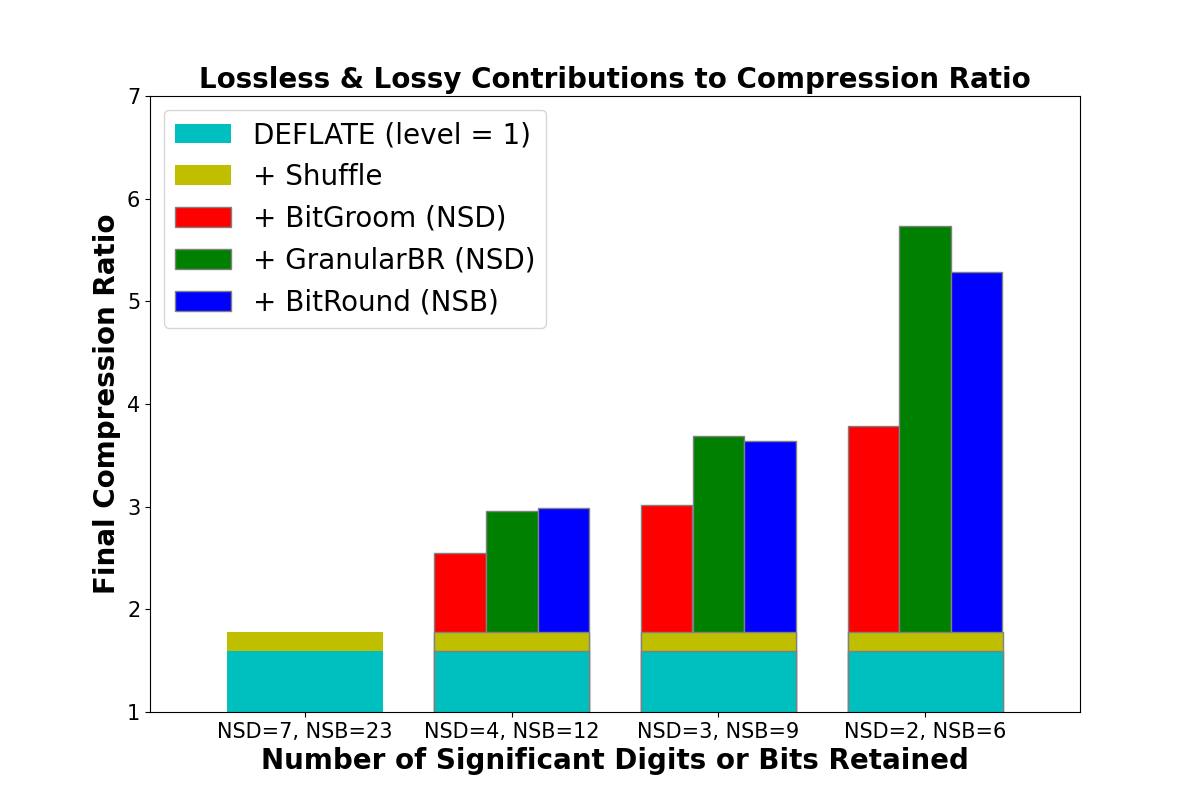 Lossless & Lossy Contributions to Compression Ratio
7
6
5
4
3
2
1
Final Compression Ratio
DEFLATE (level = 1)
+ Shuffle
+ BitGroom (NSD)
+ GranularBR (NSD)
+ BitRound (NSB)
NSD=7, NSB=23
NSD=4, NSB=12
NSD=3, NSB=9
NSD=2, NSB=6
Number of Significant Digits or Bits Retained